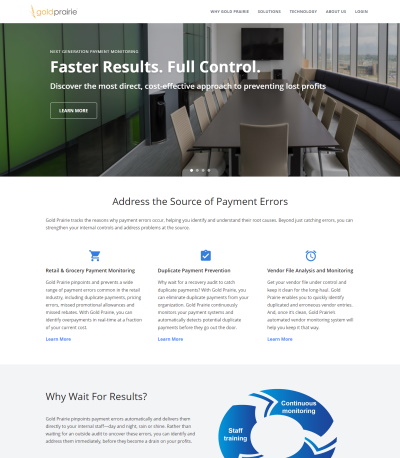 goldprairie
WHY GOLD PRAIRIE SOLUTIONS TECHNOLOGY ABOUT US LOGIN
NEXT GENERATION PAYMENT MONITORING
Faster Results. Full Control.
Discover the most direct, cost-effective approach to preventing lost profits
LEARN MORE
Address the Source of Payment Errors
Gold Prairie tracks the reasons why payment errors occur, helping you identify and understand their root causes. Beyond just catching errors, you can
strengthen your internal controls and address problems at the source.
Retail & Grocery Payment Monitoring
Gold Prairie pinpoints and prevents a wide
range of payment errors common in the retail
industry, including duplicate payments, pricing
errors, missed promotional allowances and
missed rebates. With Gold Prairie, you can
identify overpayments in real-time at a fraction
of your current cost.
Learn More
Duplicate Payment Prevention
Why wait for a recovery audit to catch
duplicate payments? With Gold Prairie, you
can eliminate duplicate payments from your
organization. Gold Prairie continuously
monitors your payment systems and
automatically detects potential duplicate
payments before they go out the door.
Learn More
Vendor File Analysis and Monitoring
Get your vendor file under control and
keep it clean for the long-haul. Gold
Prairie enables you to quickly identify
duplicated and erroneous vendor entries.
And, once it's clean, Gold Prairie's
automated vendor monitoring system will
help you keep it that way.
Learn More
Why Wait For Results?
Gold Prairie pinpoints payment errors automatically and delivers them
directly to your internal staff—day and night, rain or shine. Rather than
waiting for an outside audit to uncover these errors, you can identify and
address them immediately, before they become a drain on your profits.
Continuous
monitoring
Staff
training